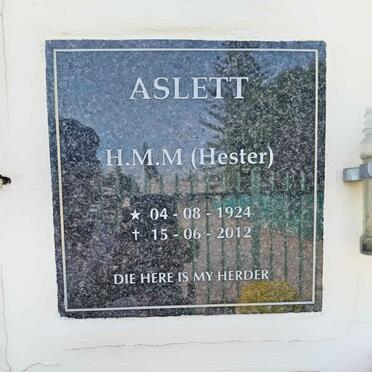 ASLETT
H.M.M (Hester)
★ 04 - 08 - 1924
† 15 - 06 - 2012
DIE HERE IS MY HERDER